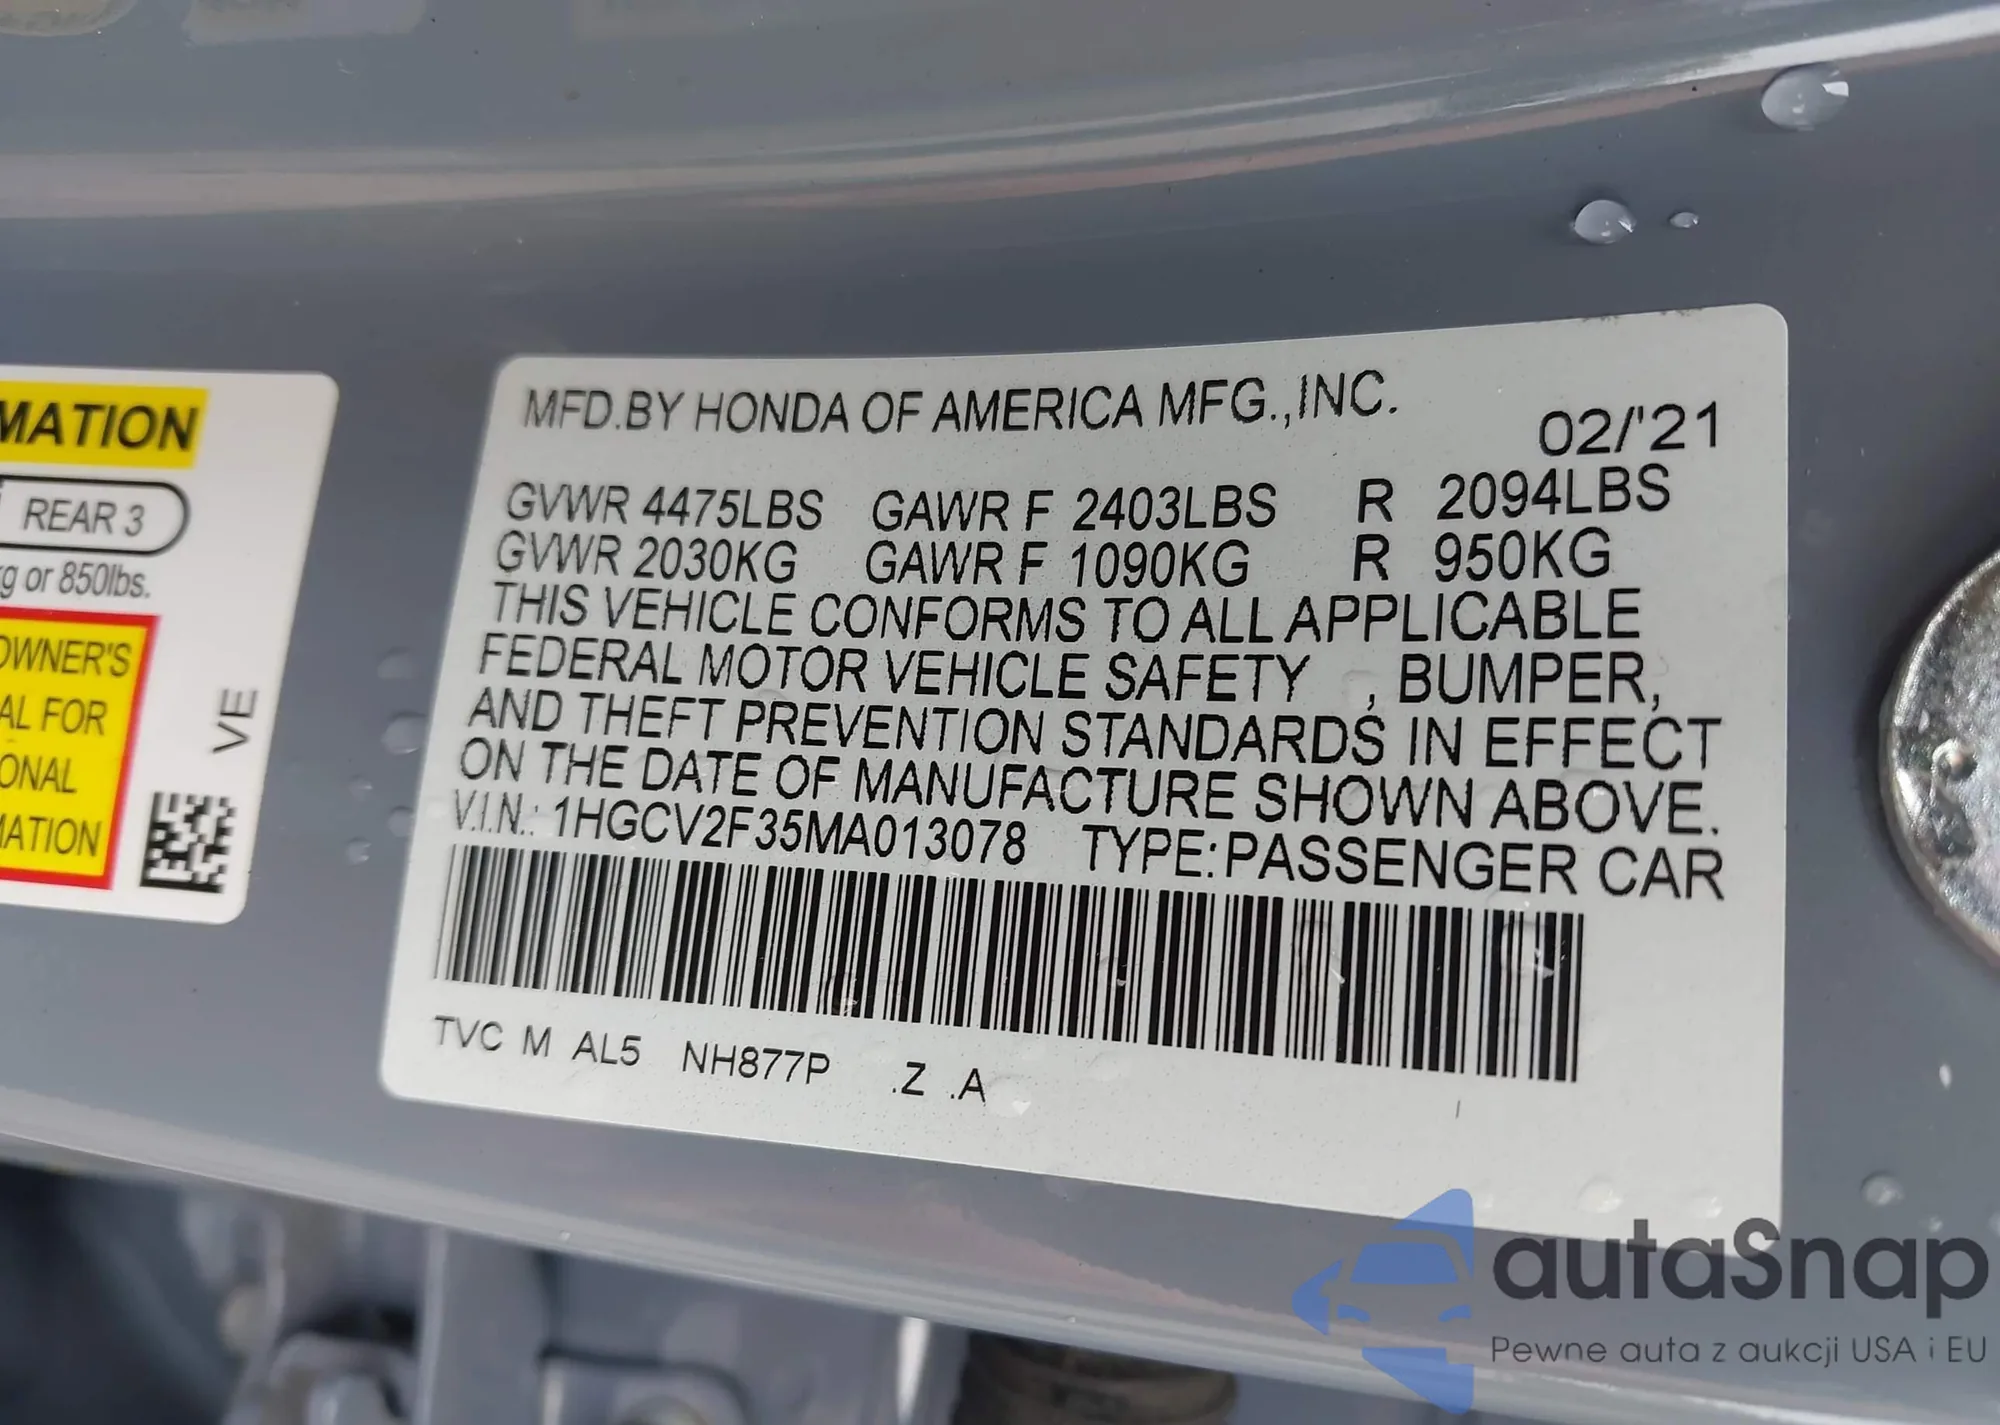 MATION
REAR 3
kg or 850lbs.
OWNER'S
AL FOR
ONAL
MATION
VE
MFD.BY HONDA OF AMERICA MFG.,INC.
02/'21
GVWR 4475LBS GAWR F 2403LBS R 2094LBS
GVWR 2030KG GAWR F 1090KG R 950KG
THIS VEHICLE CONFORMS TO ALL APPLICABLE
FEDERAL MOTOR VEHICLE SAFETY , BUMPER,
AND THEFT PREVENTION STANDARDS IN EFFECT
ON THE DATE OF MANUFACTURE SHOWN ABOVE.
V.I.N.: 1HGCV2F35MA013078 TYPE:PASSENGER CAR
TVC M AL5 NH877P .Z .A
autaSnap
Pewne auta z aukcji USA i EU